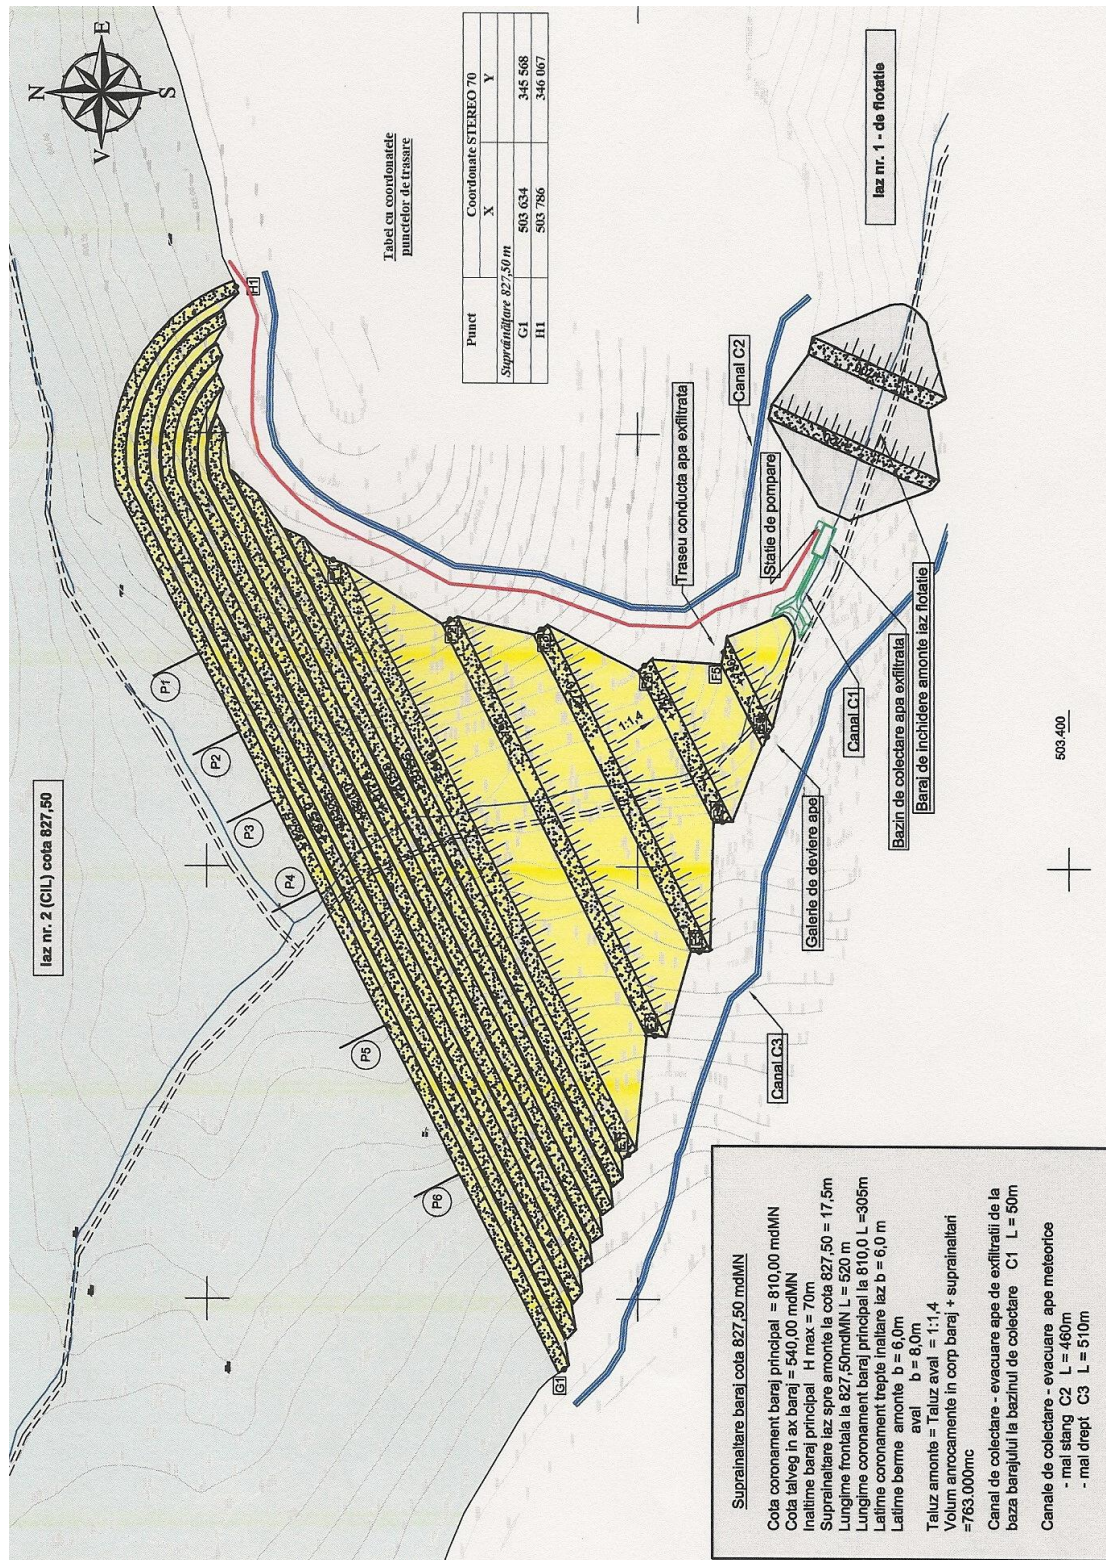 N
E
S
V
Iaz nr. 2 (CIL) cota 827,50
Tabel cu coordonatele
punctelor de trasare
Punct
Coordonate STEREO 70
X
Y
Supraînălțare 827,50 m
G1
503 634
345 568
H1
503 786
346 067
Iaz nr. 1 - de flotatie
H1
P1
P2
P3
P4
P5
P6
G1
F5
1:1,4
Traseu conducta apa exfiltrata
Canal C2
Statie de pompare
Canal C1
Galerie de deviere ape
Bazin de colectare apa exfiltrata
Baraj de inchidere amonte iaz flotatie
Canal C3
503.400
Suprainaltare baraj cota 827,50 mdMN
Cota coronament baraj principal = 810,00 mdMN
Cota talveg in ax baraj = 540,00 mdMN
Inaltime baraj principal H max = 70m
Suprainaltare iaz spre amonte la cota 827,50 = 17,5m
Lungime frontala la 827,50mdMN L = 520 m
Lungime coronament baraj principal la 810,0 L =305m
Latime coronament trepte inaltare iaz b = 6,0 m
Latime berme amonte b = 6,0m
aval b = 8,0m
Taluz amonte = Taluz aval = 1:1,4
Volum anrocamente in corp baraj + suprainaltari
=763.000mc
Canal de colectare - evacuare ape de exfiltratii de la
baza barajului la bazinul de colectare C1 L = 50m
Canale de colectare - evacuare ape meteorice
- mal stang C2 L = 460m
- mal drept C3 L = 510m